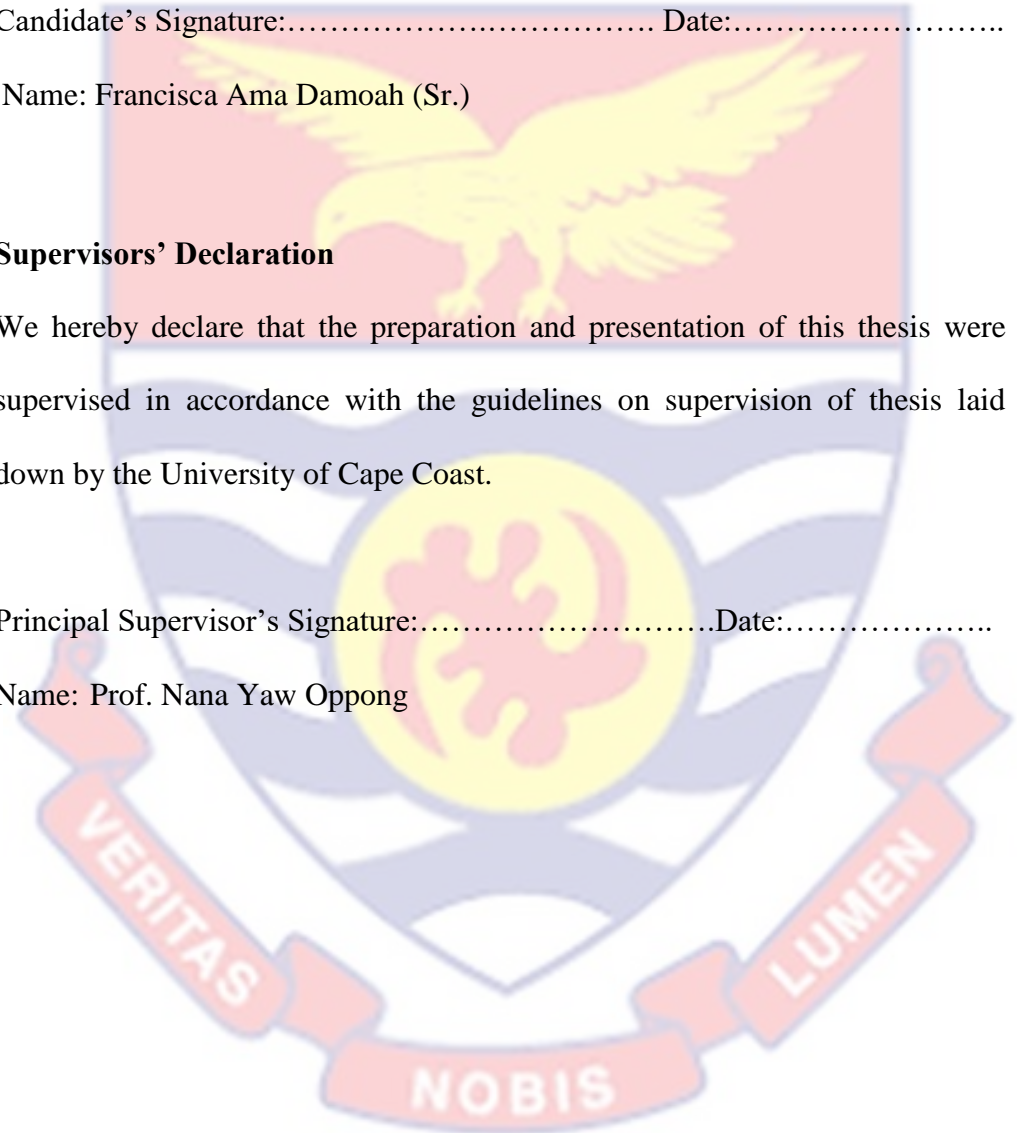 Candidate’s Signature:……………….……………. Date:……………………..
Name: Francisca Ama Damoah (Sr.)
Supervisors’ Declaration
We hereby declare that the preparation and presentation of this thesis were
supervised in accordance with the guidelines on supervision of thesis laid
down by the University of Cape Coast.
Principal Supervisor’s Signature:……………………….Date:………………..
Name: Prof. Nana Yaw Oppong
VERITAS
NOBIS
LUMEN